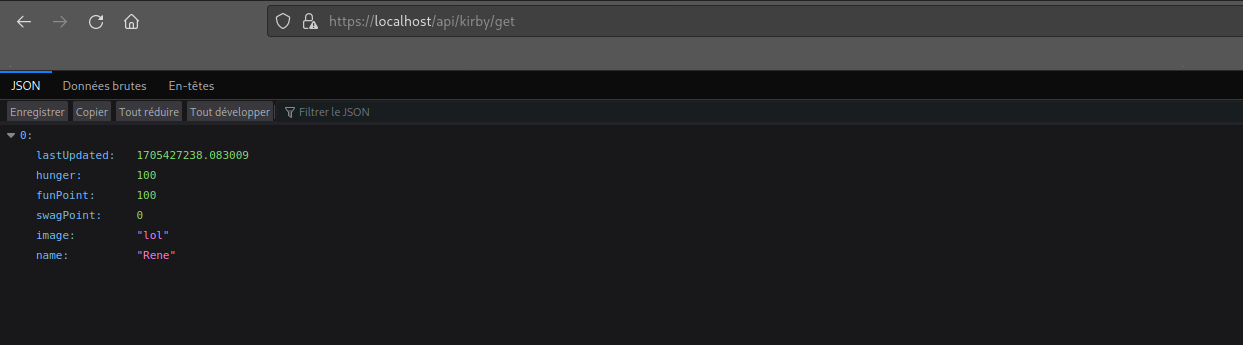 https://localhost/api/kirby/get
JSON Données brutes En-têtes
Enregistrer Copier Tout réduire Tout développer Filtrer le JSON
0:
lastUpdated: 1705427238.083009
hunger: 100
funPoint: 100
swagPoint: 0
image: "lol"
name: "Rene"